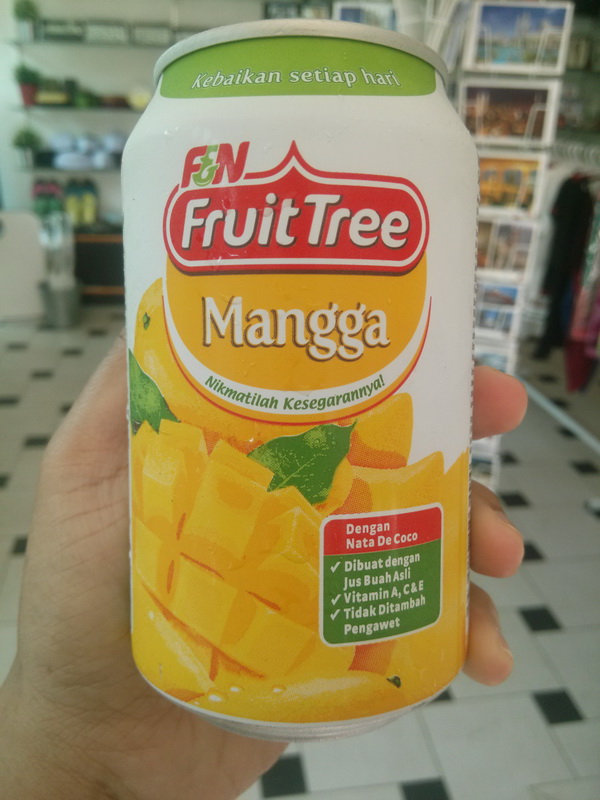 Kebaikan setiap hari
F&N
Fruit Tree
Mangga
Nikmatilah Kesegarannya!
Dengan
Nata De Coco
✓ Dibuat dengan
Jus Buah Asli
✓ Vitamin A, C & E
✓ Tidak Ditambah
Pengawet